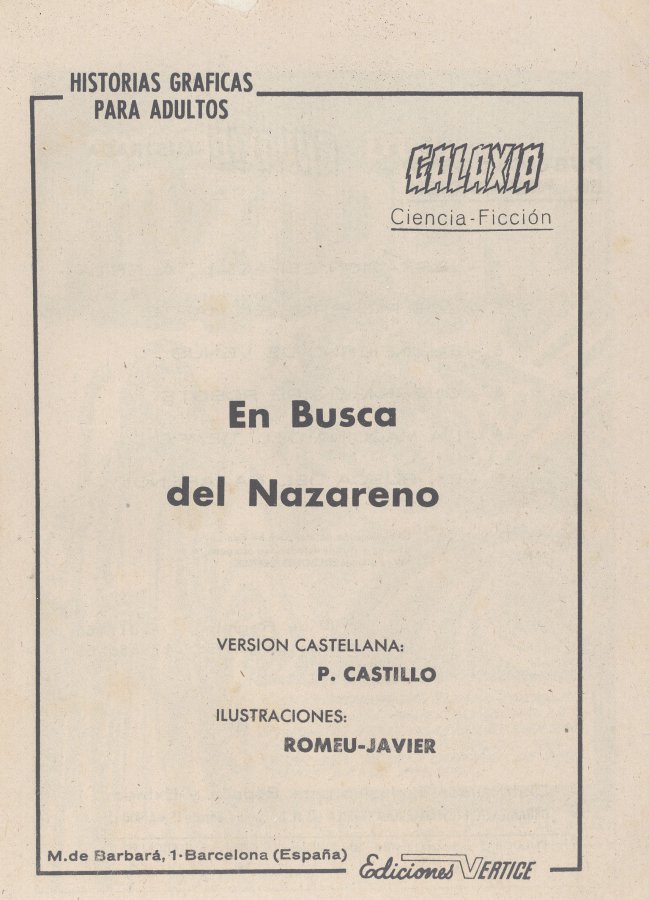 HISTORIAS GRAFICAS
PARA ADULTOS
GALAXIA
Ciencia-Ficción
En Busca
del Nazareno
VERSION CASTELLANA:
P. CASTILLO
ILUSTRACIONES:
ROMEU-JAVIER
M.de Barbará, 1·Barcelona (España)
Ediciones VERTICE